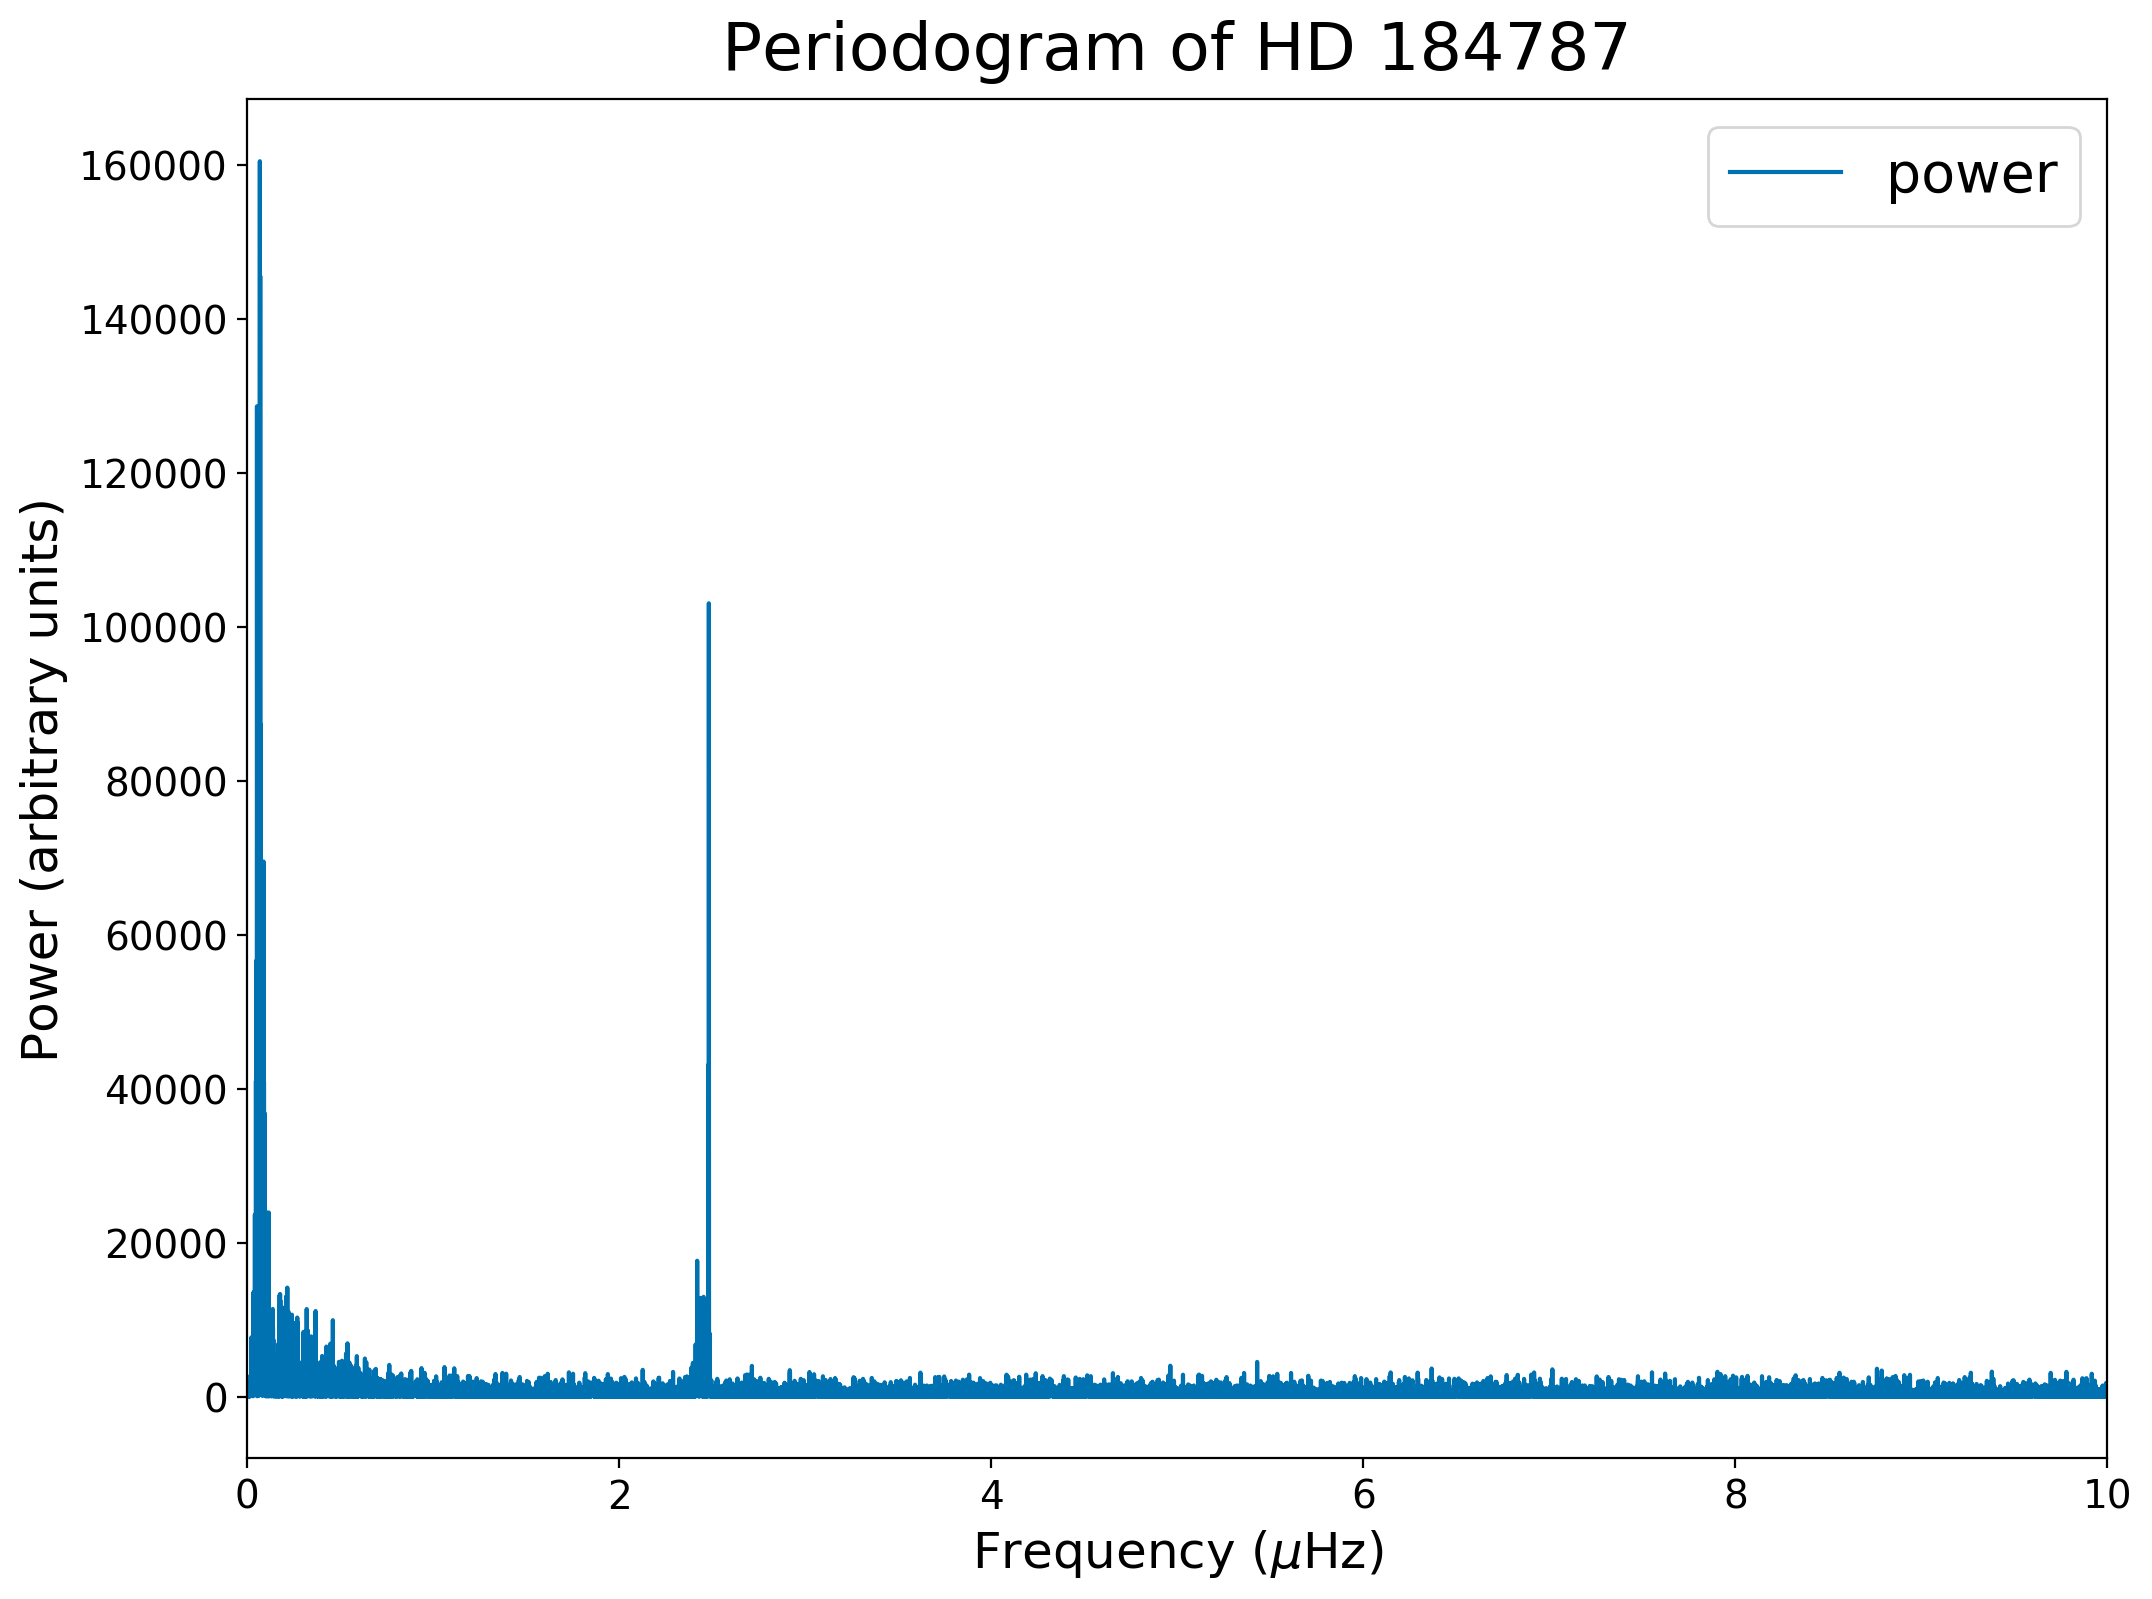 Periodogram of HD 184787
power
160000
140000
120000
100000
80000
60000
40000
20000
0
Power (arbitrary units)
0 2 4 6 8 10
Frequency (μHz)